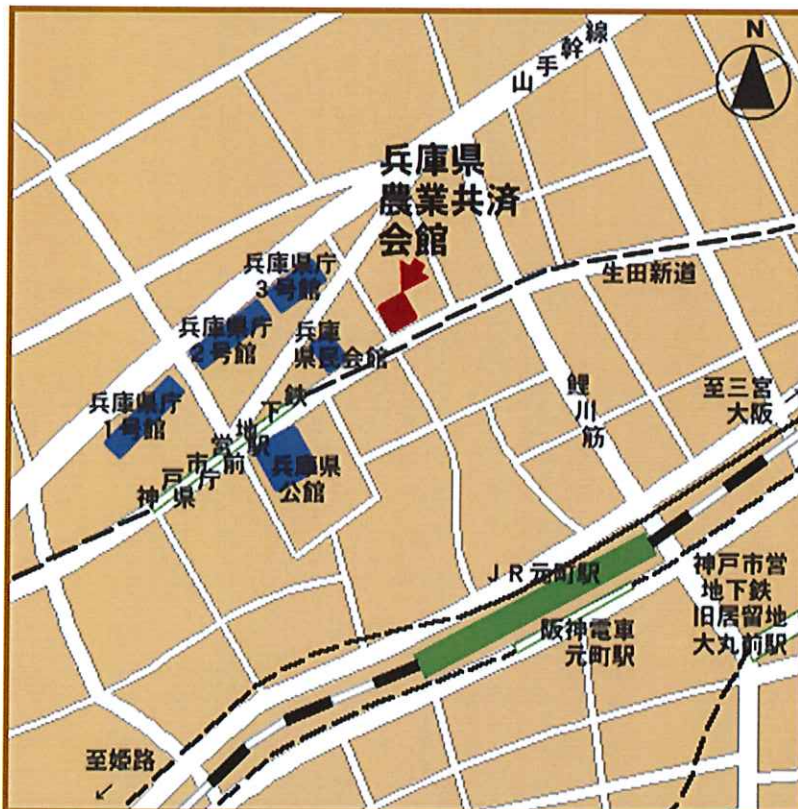 N
山手幹線
兵庫県
農業共済
会館
兵庫県庁
3号館
生田新道
兵庫県庁
2号館
兵庫
県民会館
兵庫県庁
1号館
鯉川筋
至三宮
大阪
神戸市営地下鉄
県庁前駅
兵庫県
公館
JR元町駅
阪神電車
元町駅
神戸市営
地下鉄
旧居留地
大丸前駅
至姫路
↙